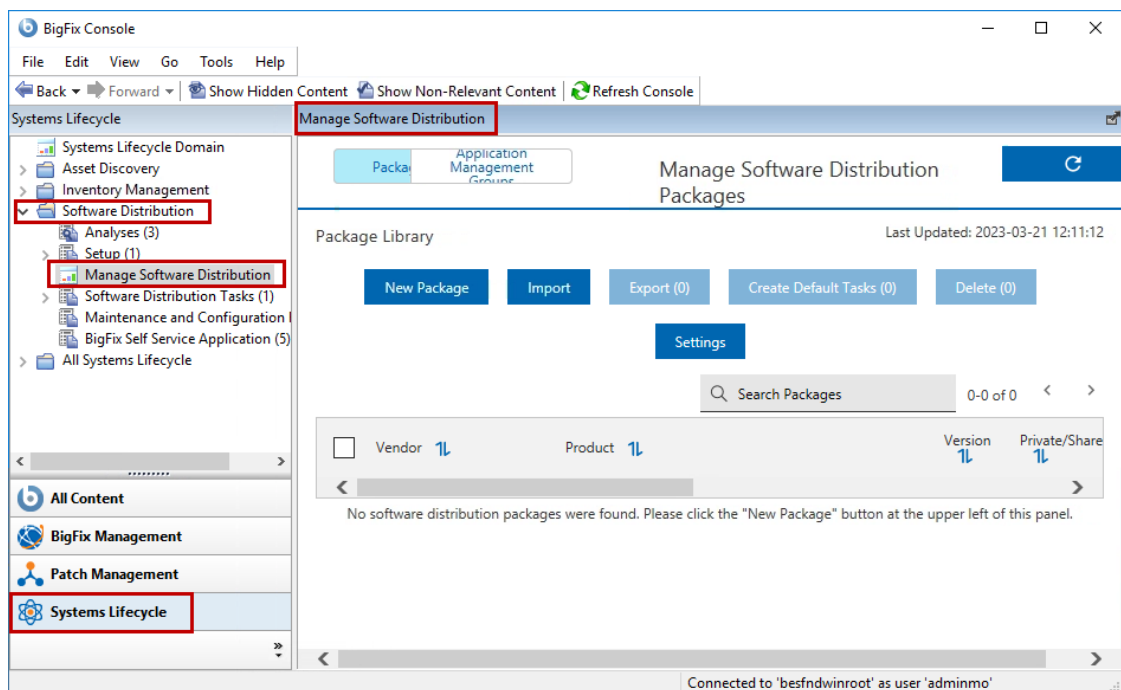 BigFix Console
File Edit View Go Tools Help
Back Forward Show Hidden Content Show Non-Relevant Content Refresh Console
Systems Lifecycle
Systems Lifecycle Domain
Asset Discovery
Inventory Management
Software Distribution
Analyses (3)
Setup (1)
Manage Software Distribution
Software Distribution Tasks (1)
Maintenance and Configuration
BigFix Self Service Application (5)
All Systems Lifecycle
All Content
BigFix Management
Patch Management
Systems Lifecycle
Manage Software Distribution
Packa
Application
Management
Groups
Manage Software Distribution
Packages
Package Library
Last Updated: 2023-03-21 12:11:12
New Package Import Export (0) Create Default Tasks (0) Delete (0)
Settings
Search Packages 0-0 of 0
Vendor Product Version Private/Share
No software distribution packages were found. Please click the "New Package" button at the upper left of this panel.
Connected to 'besfndwinroot' as user 'adminmo'